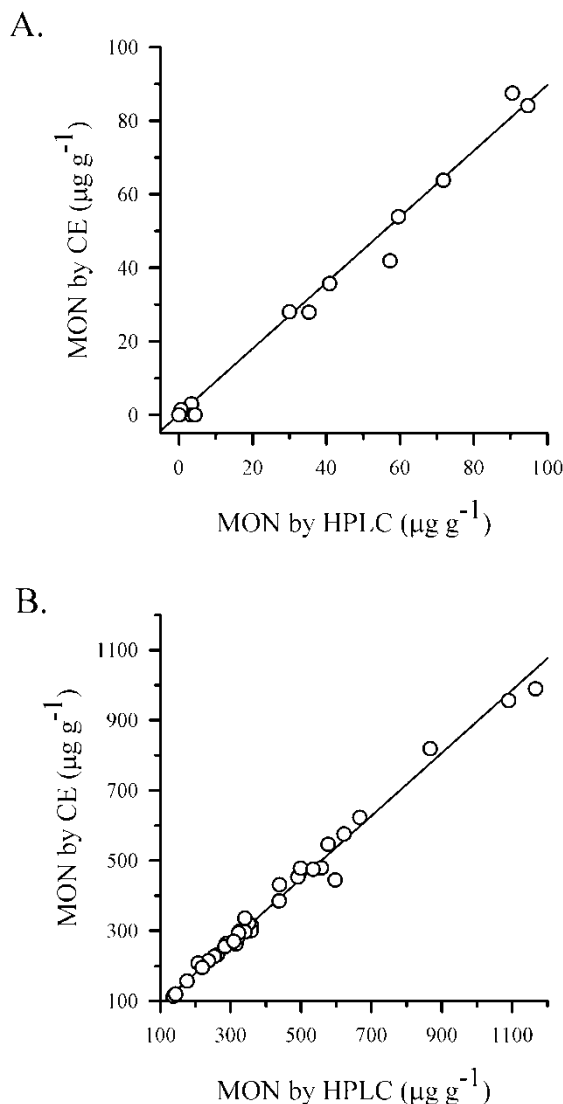 A.
100
80
60
40
20
0
MON by CE (µg g⁻¹)
0 20 40 60 80 100
MON by HPLC (µg g⁻¹)
B.
1100
900
700
500
300
100
MON by CE (µg g⁻¹)
100 300 500 700 900 1100
MON by HPLC (µg g⁻¹)